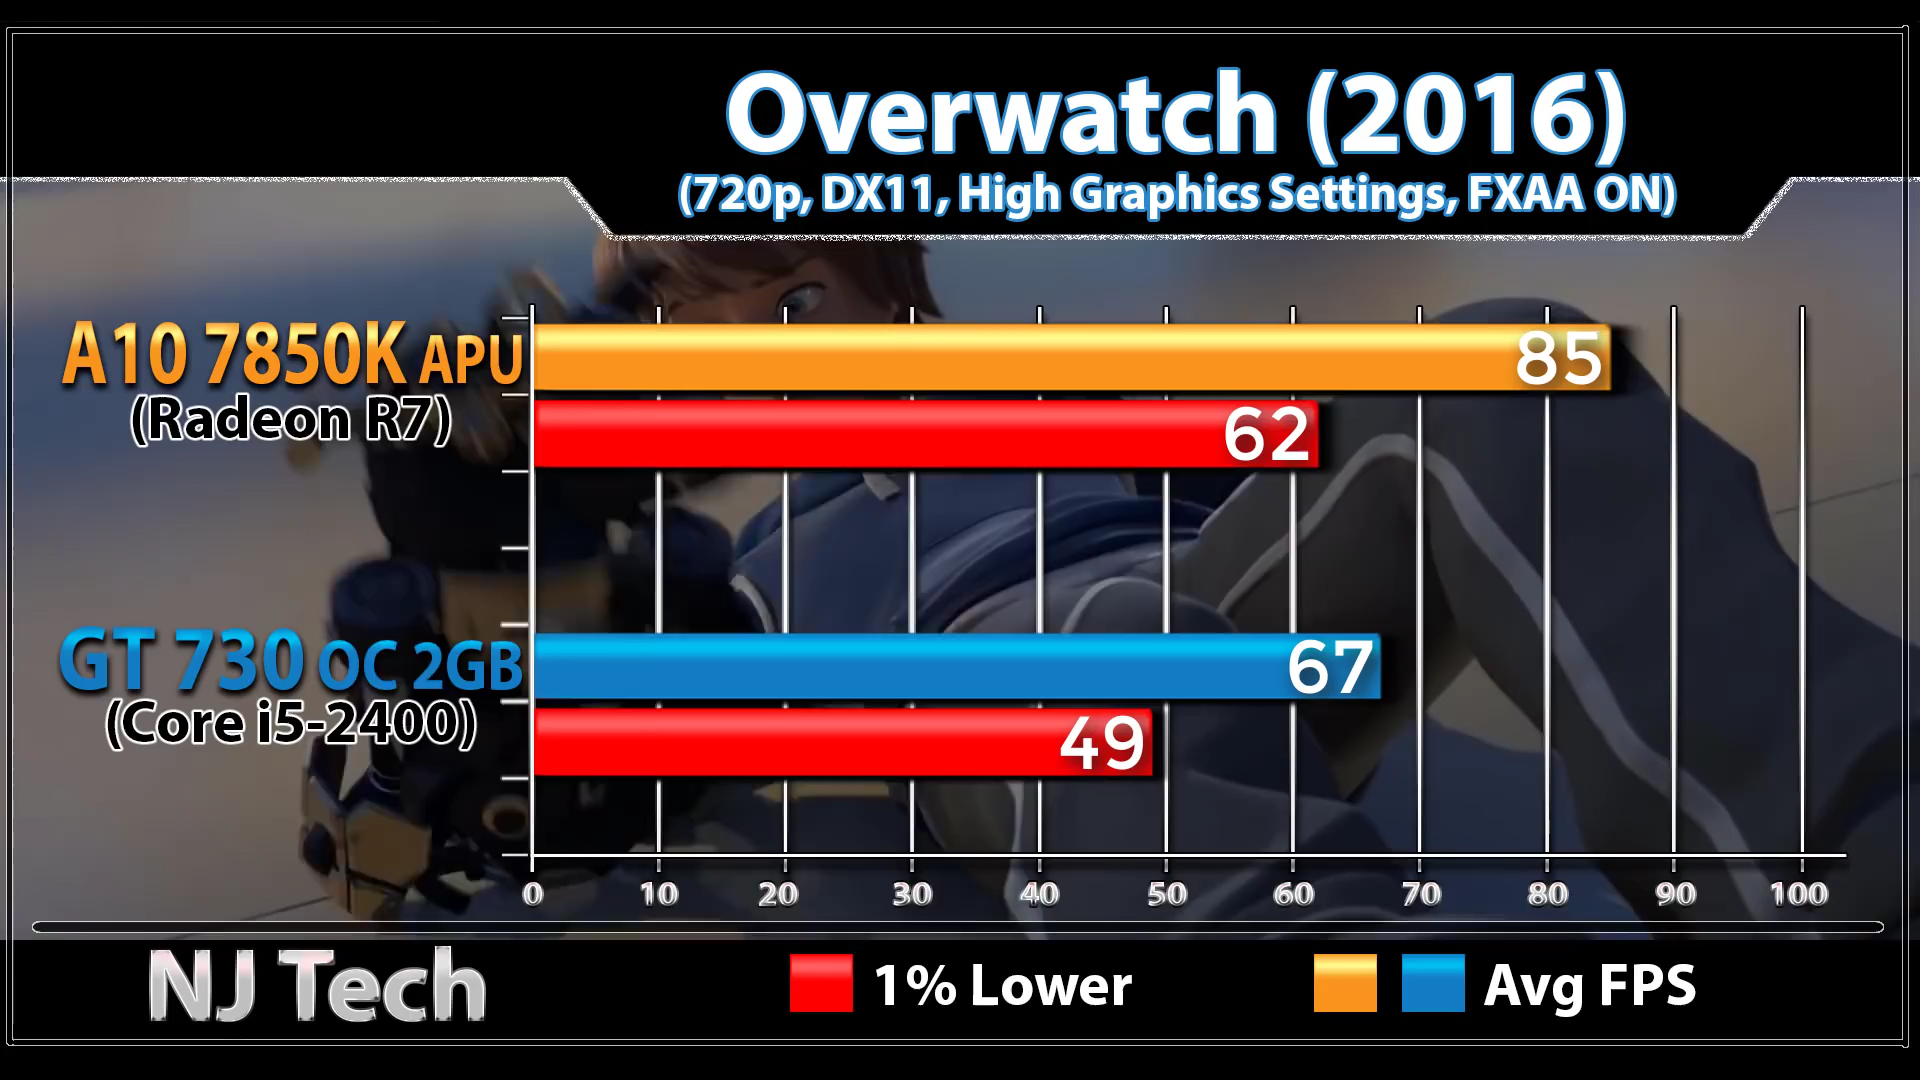 Overwatch (2016)
(720p, DX11, High Graphics Settings, FXAA ON)
A10 7850K APU
(Radeon R7)
85
62
GT 730 OC 2GB
(Core i5-2400)
67
49
0 10 20 30 40 50 60 70 80 90 100
NJ Tech
1% Lower
Avg FPS